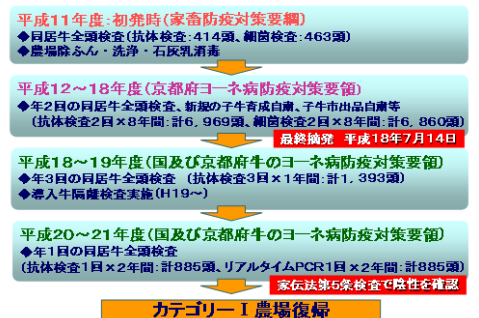 平成11年度：初発時（家畜防疫対策要綱）
◆同居牛全頭検査（抗体検査：414頭、細菌検査：463頭）
◆農場除ふん・洗浄・石灰乳消毒
平成12～18年度（京都府ヨーネ病防疫対策要領）
◆年2回の同居牛全頭検査、新規の子牛育成自粛、子牛市出品自粛等
（抗体検査2回×8年間：計6，969頭、細菌検査2回×8年間：計6，860頭）
最終摘発　平成18年7月14日
平成18～19年度（国及び京都府牛のヨーネ病防疫対策要領）
◆年3回の同居牛全頭検査　（抗体検査3回×1年間：計1，393頭）
◆導入牛隔離検査実施（H19～）
平成20～21年度（国及び京都府牛のヨーネ病防疫対策要領）
◆年1回の同居牛全頭検査
（抗体検査1回×2年間：計885頭、リアルタイムPCR1回×2年間：計885頭）
家伝法第5条検査で陰性を確認
カテゴリーⅠ農場復帰